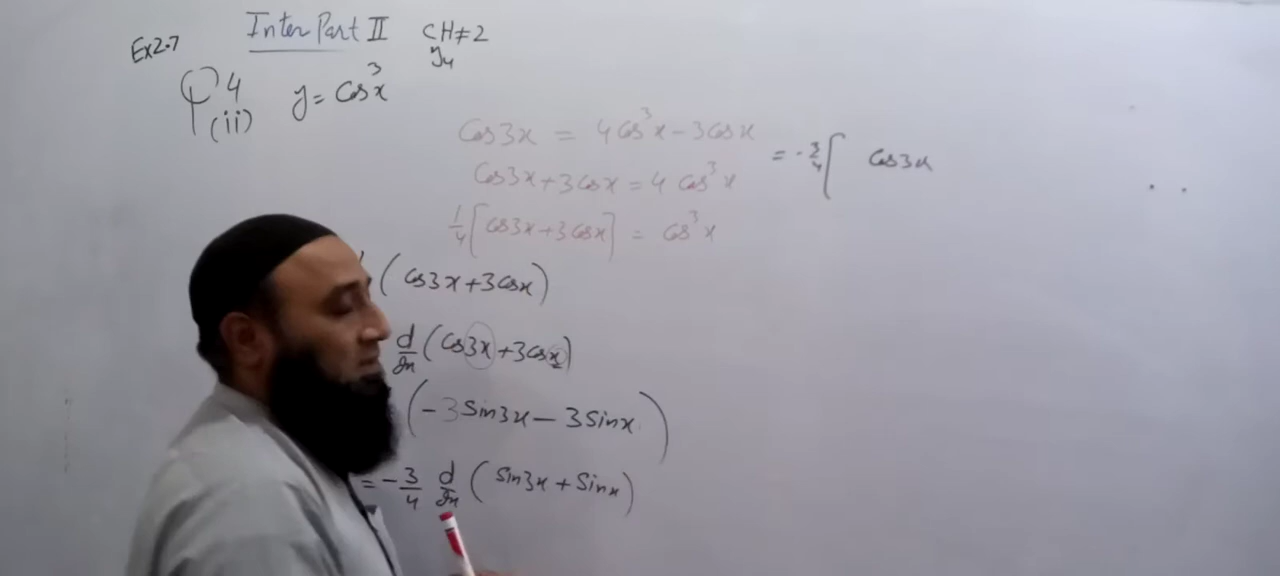 Inter Part II CH#2
Ex2.7 y₄
Q4 y = Cos³x
(ii)
Cos3x = 4Cos³x - 3Cosx
Cos3x + 3Cosx = 4 Cos³x
1/4 [Cos3x + 3Cosx] = Cos³x
= -3/4 [ Cos3x
(Cos3x + 3Cosx)
d/dx (Cos3x + 3Cosx)
(-3Sin3x - 3Sinx)
= -3/4 d/dx (Sin3x + Sinx)